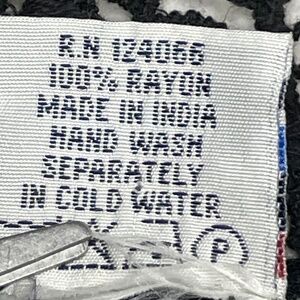 R.N 124069
100% RAYON
MADE IN INDIA
HAND WASH
SEPARATELY
IN COLD WATER
P